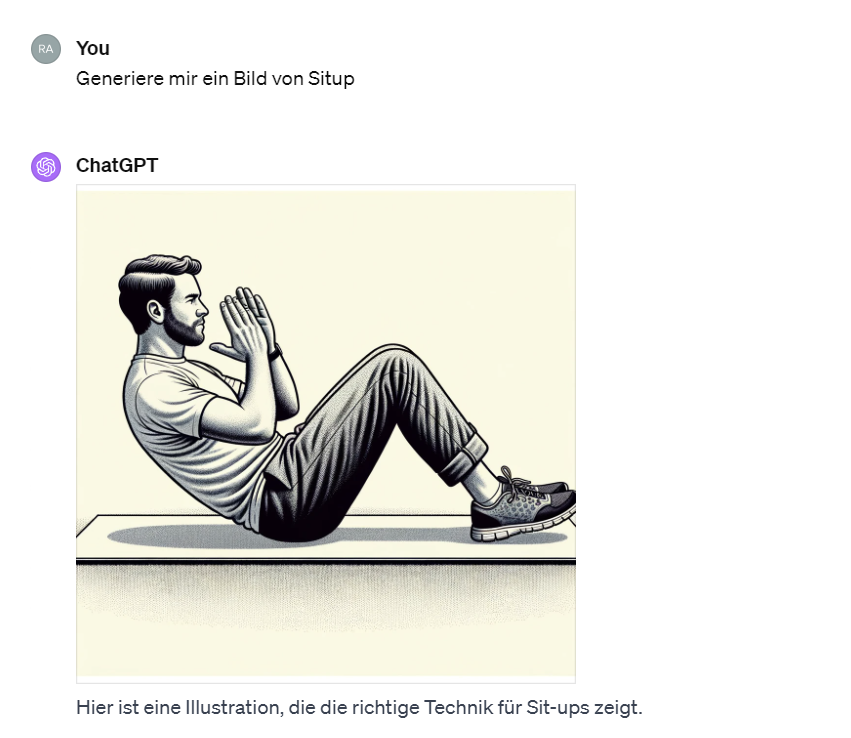 RA
You
Generiere mir ein Bild von Situp
ChatGPT
Hier ist eine Illustration, die die richtige Technik für Sit-ups zeigt.